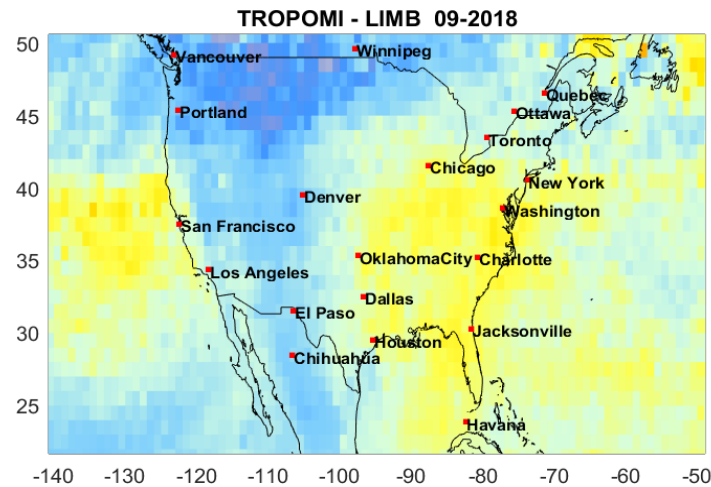 TROPOMI - LIMB 09-2018
50
Winnipeg
Vancouver
Quebec
45
Portland
Ottawa
Toronto
Chicago
40
Denver
New York
San Francisco
Washington
35
Los Angeles
OklahomaCity
Charlotte
Dallas
El Paso
30
Houston
Jacksonville
Chihuahua
25
Havana
-140 -130 -120 -110 -100 -90 -80 -70 -60 -50